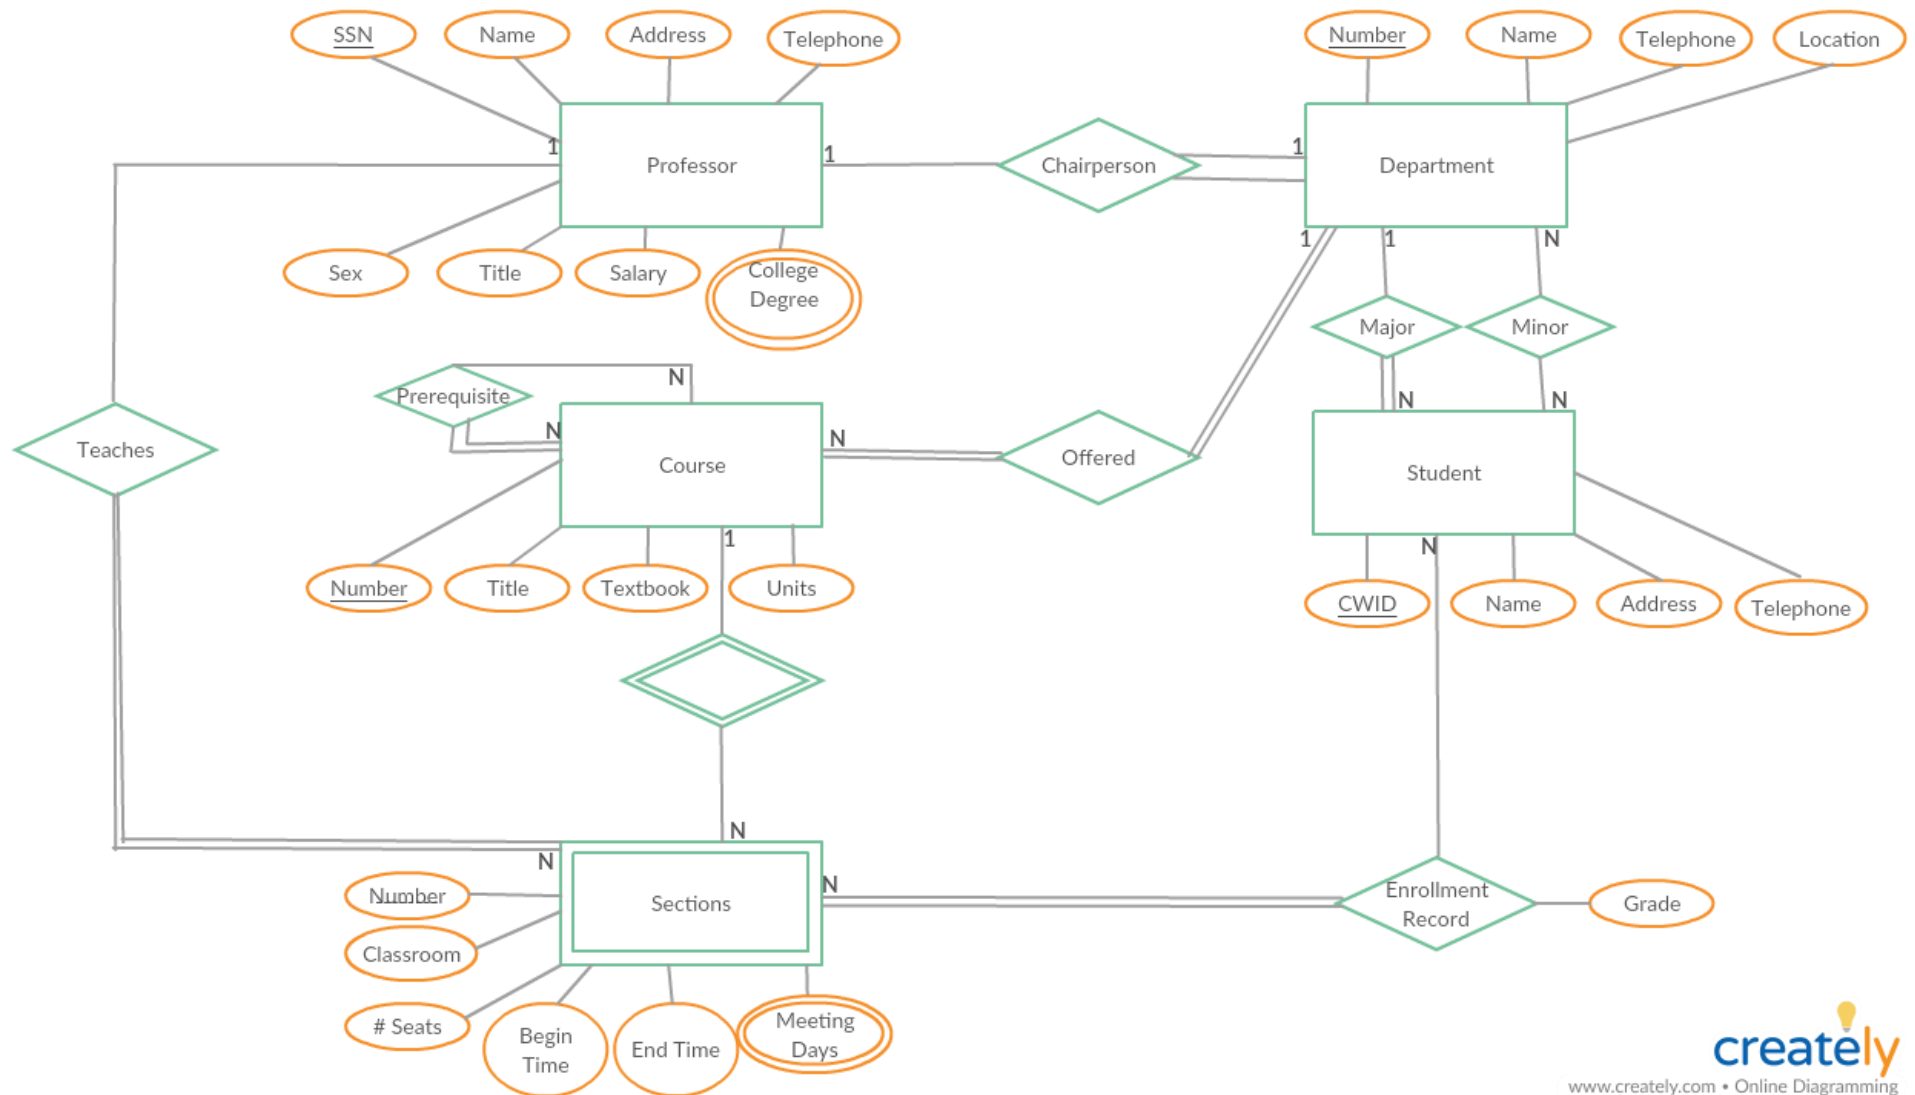 SSN
Name
Address
Telephone
Number
Name
Telephone
Location
1
Professor
1
Chairperson
1
Department
Sex
Title
Salary
College
Degree
1
1
N
Major
Minor
Prerequisite
N
N
N
N
N
Teaches
Course
Offered
Student
1
N
Number
Title
Textbook
Units
CWID
Name
Address
Telephone
N
N
Number
Classroom
# Seats
Begin
Time
End Time
Meeting
Days
Sections
N
Enrollment
Record
Grade
creately
www.creately.com • Online Diagramming